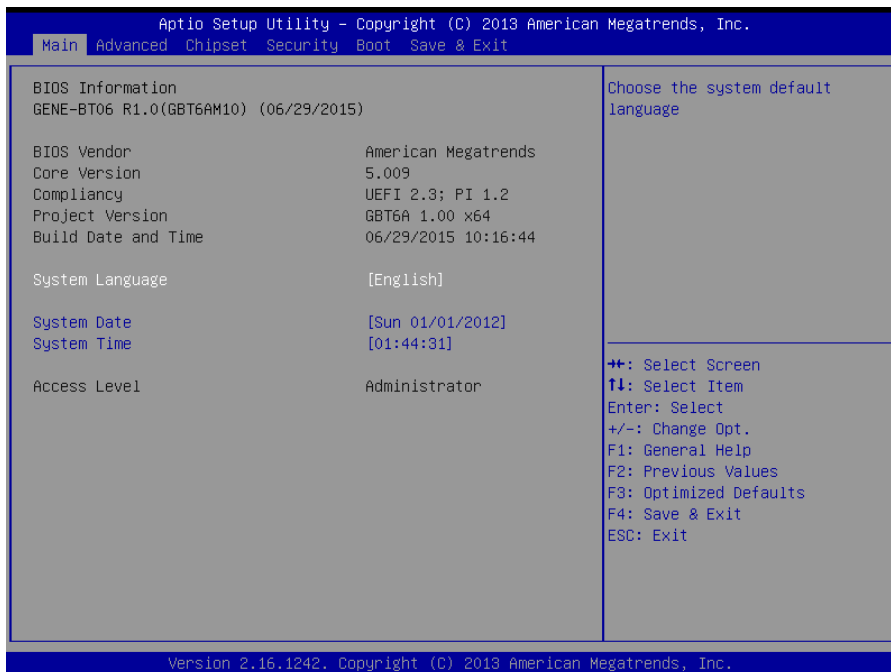 Aptio Setup Utility – Copyright (C) 2013 American Megatrends, Inc.
Main Advanced Chipset Security Boot Save & Exit
BIOS Information
GENE-BT06 R1.0(GBT6AM10) (06/29/2015)
BIOS Vendor American Megatrends
Core Version 5.009
Compliancy UEFI 2.3; PI 1.2
Project Version GBT6A 1.00 x64
Build Date and Time 06/29/2015 10:16:44
System Language [English]
System Date [Sun 01/01/2012]
System Time [01:44:31]
Access Level Administrator
Choose the system default
language
→←: Select Screen
↑↓: Select Item
Enter: Select
+/-: Change Opt.
F1: General Help
F2: Previous Values
F3: Optimized Defaults
F4: Save & Exit
ESC: Exit
Version 2.16.1242. Copyright (C) 2013 American Megatrends, Inc.